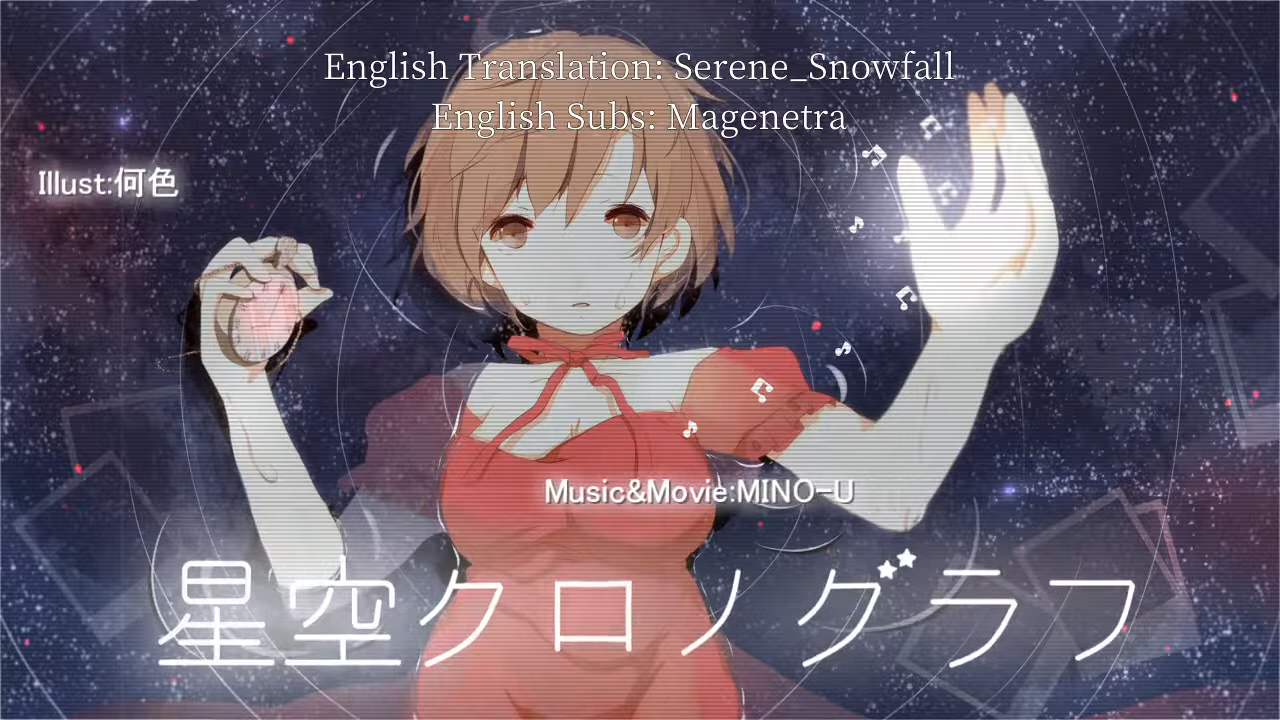 English Translation: Serene_Snowfall
English Subs: Magenetra
Illust:何色
Music&Movie:MINO-U
星空クロノグラフ